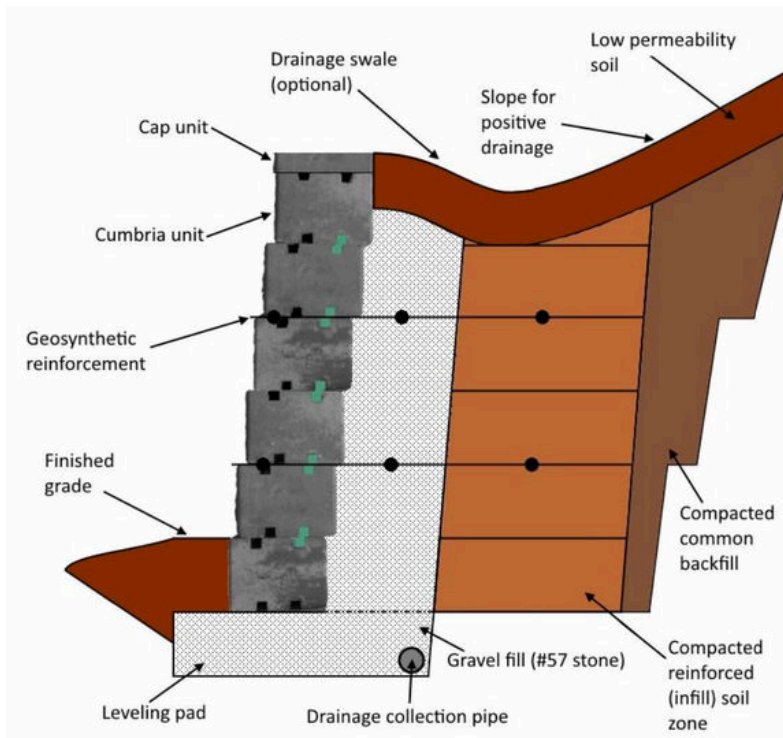 Low permeability
soil
Drainage swale
(optional)
Slope for
positive
drainage
Cap unit
Cumbria unit
Geosynthetic
reinforcement
Finished
grade
Compacted
common
backfill
Gravel fill (#57 stone)
Compacted
reinforced
(infill) soil
zone
Leveling pad
Drainage collection pipe